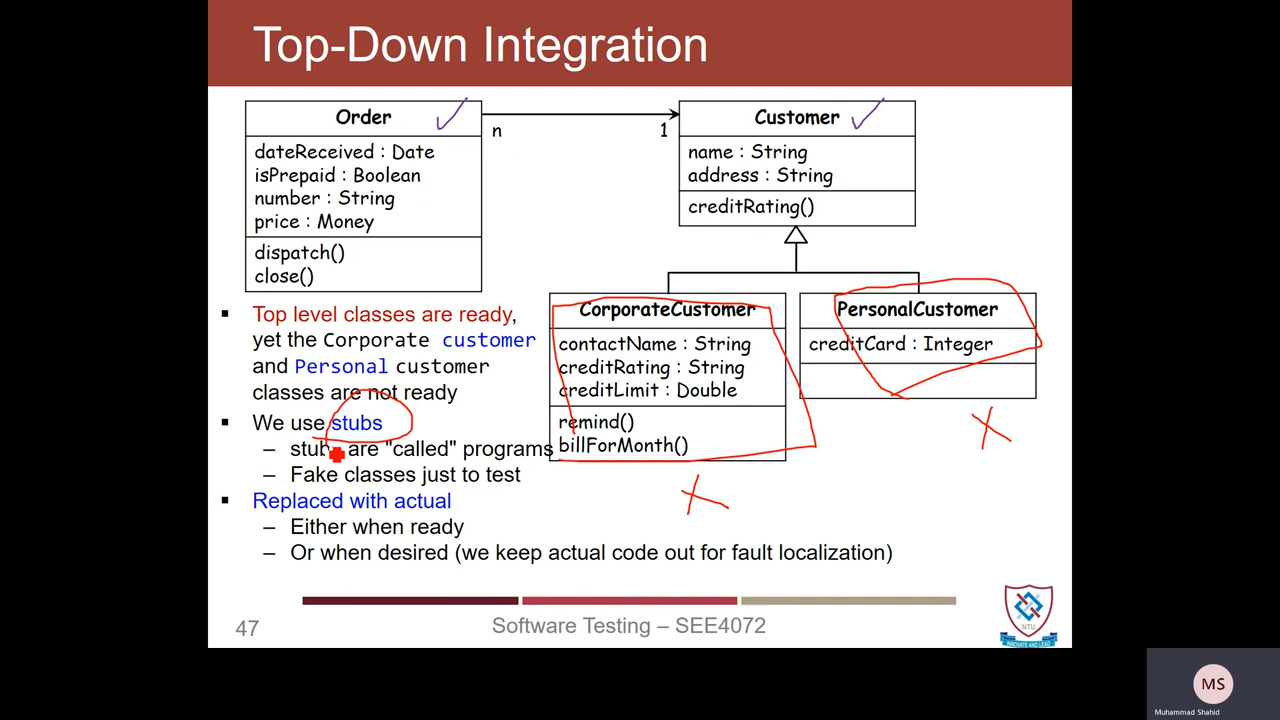 Top-Down Integration
Order
dateReceived : Date
isPrepaid : Boolean
number : String
price : Money
dispatch()
close()
n
1
Customer
name : String
address : String
creditRating()
CorporateCustomer
contactName : String
creditRating : String
creditLimit : Double
remind()
billForMonth()
PersonalCustomer
creditCard : Integer
▪ Top level classes are ready,
yet the Corporate customer
and Personal customer
classes are not ready
▪ We use stubs
– stubs are "called" programs
– Fake classes just to test
▪ Replaced with actual
– Either when ready
– Or when desired (we keep actual code out for fault localization)
47
Software Testing – SEE4072
NTU
INNOVATE AND LEAD
MS
Muhammad Shahid